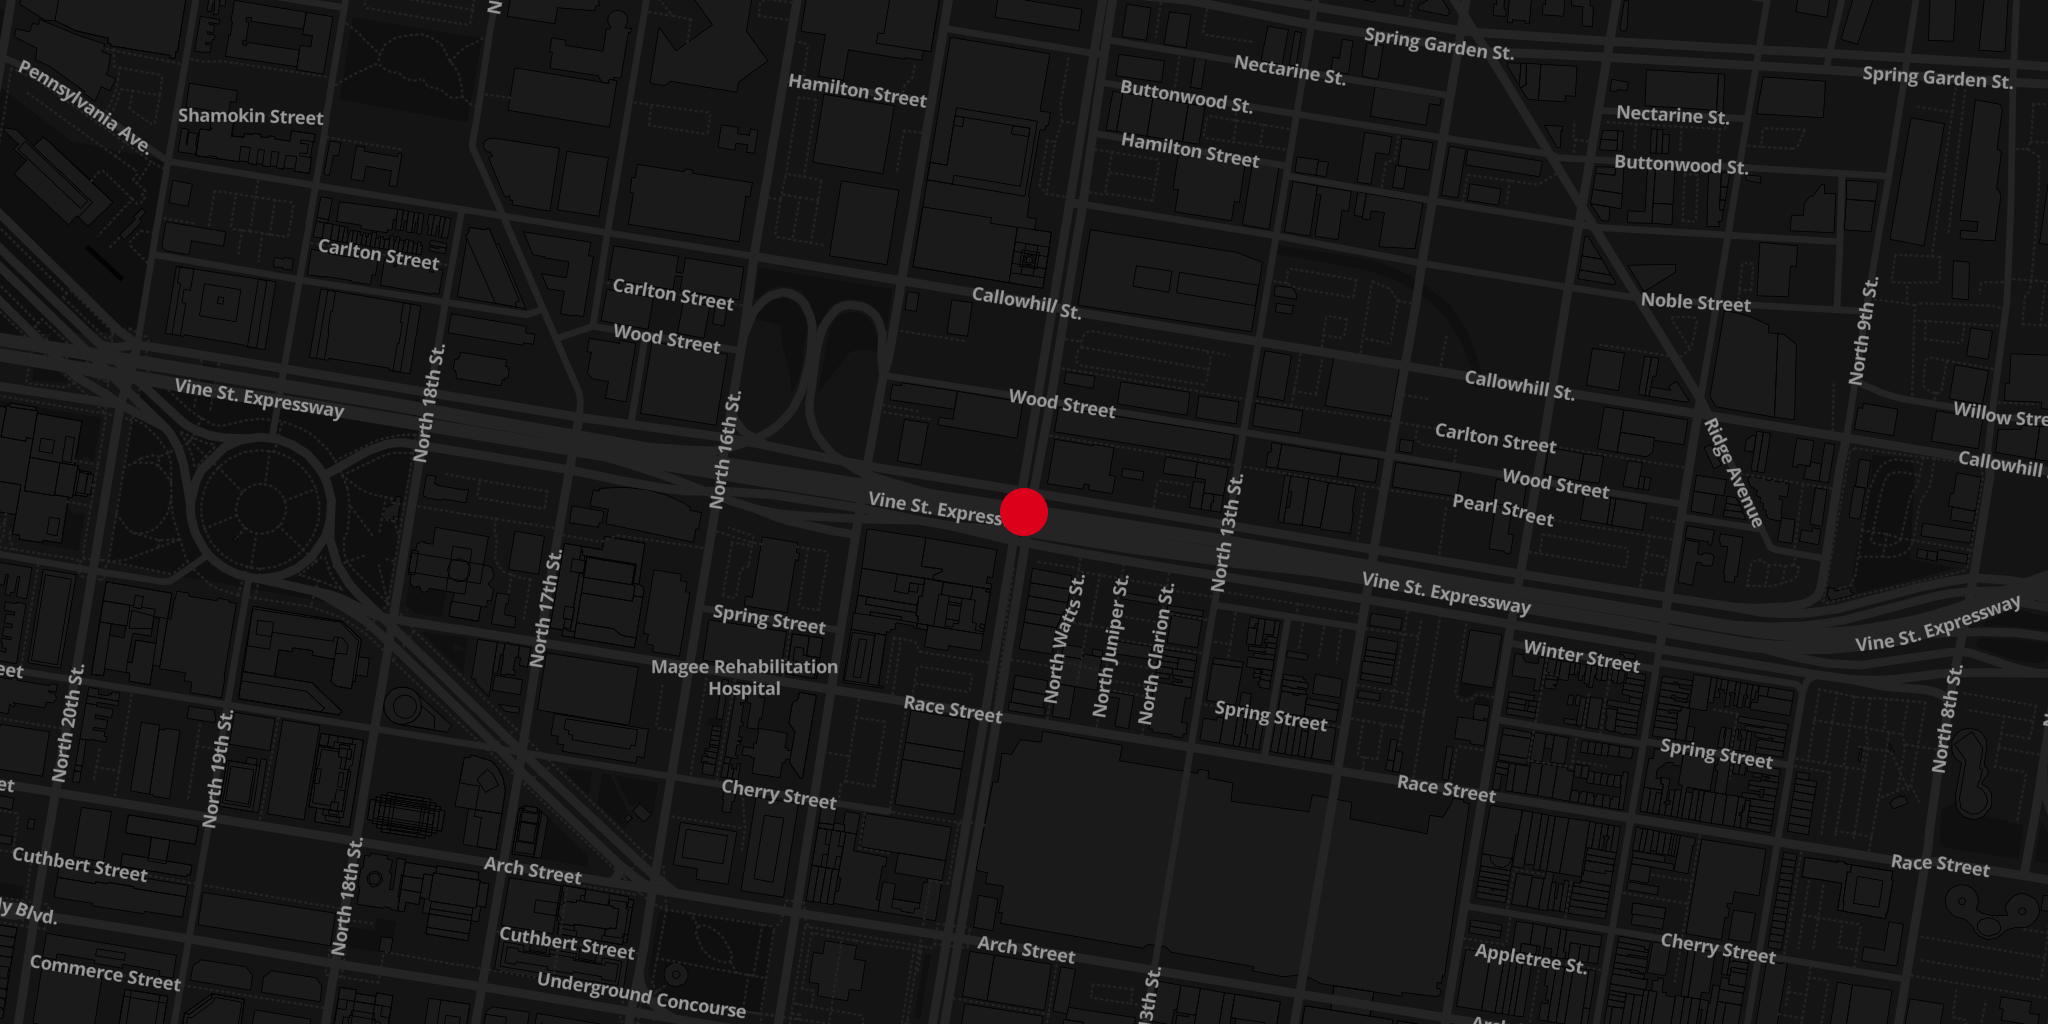 N
Spring Garden St.
Nectarine St.
Spring Garden St.
Pennsylvania Ave.
Hamilton Street
Buttonwood St.
Shamokin Street
Nectarine St.
Hamilton Street
Buttonwood St.
Carlton Street
Carlton Street
Callowhill St.
Noble Street
North 9th St.
Wood Street
Vine St. Expressway
North 18th St.
Callowhill St.
Wood Street
Willow Stre
North 16th St.
Carlton Street
Ridge Avenue
Callowhill
Wood Street
Vine St. Express
North 13th St.
Pearl Street
North 17th St.
Vine St. Expressway
Vine St. Expressway
North Watts St.
North Juniper St.
North Clarion St.
Spring Street
Winter Street
eet
North 20th St.
Magee Rehabilitation
Hospital
Race Street
Spring Street
North 8th St.
North 19th St.
Spring Street
et
Cherry Street
Race Street
Cuthbert Street
North 18th St.
Arch Street
Race Street
ly Blvd.
Cuthbert Street
Arch Street
Appletree St.
Cherry Street
Commerce Street
Underground Concourse
13th St.